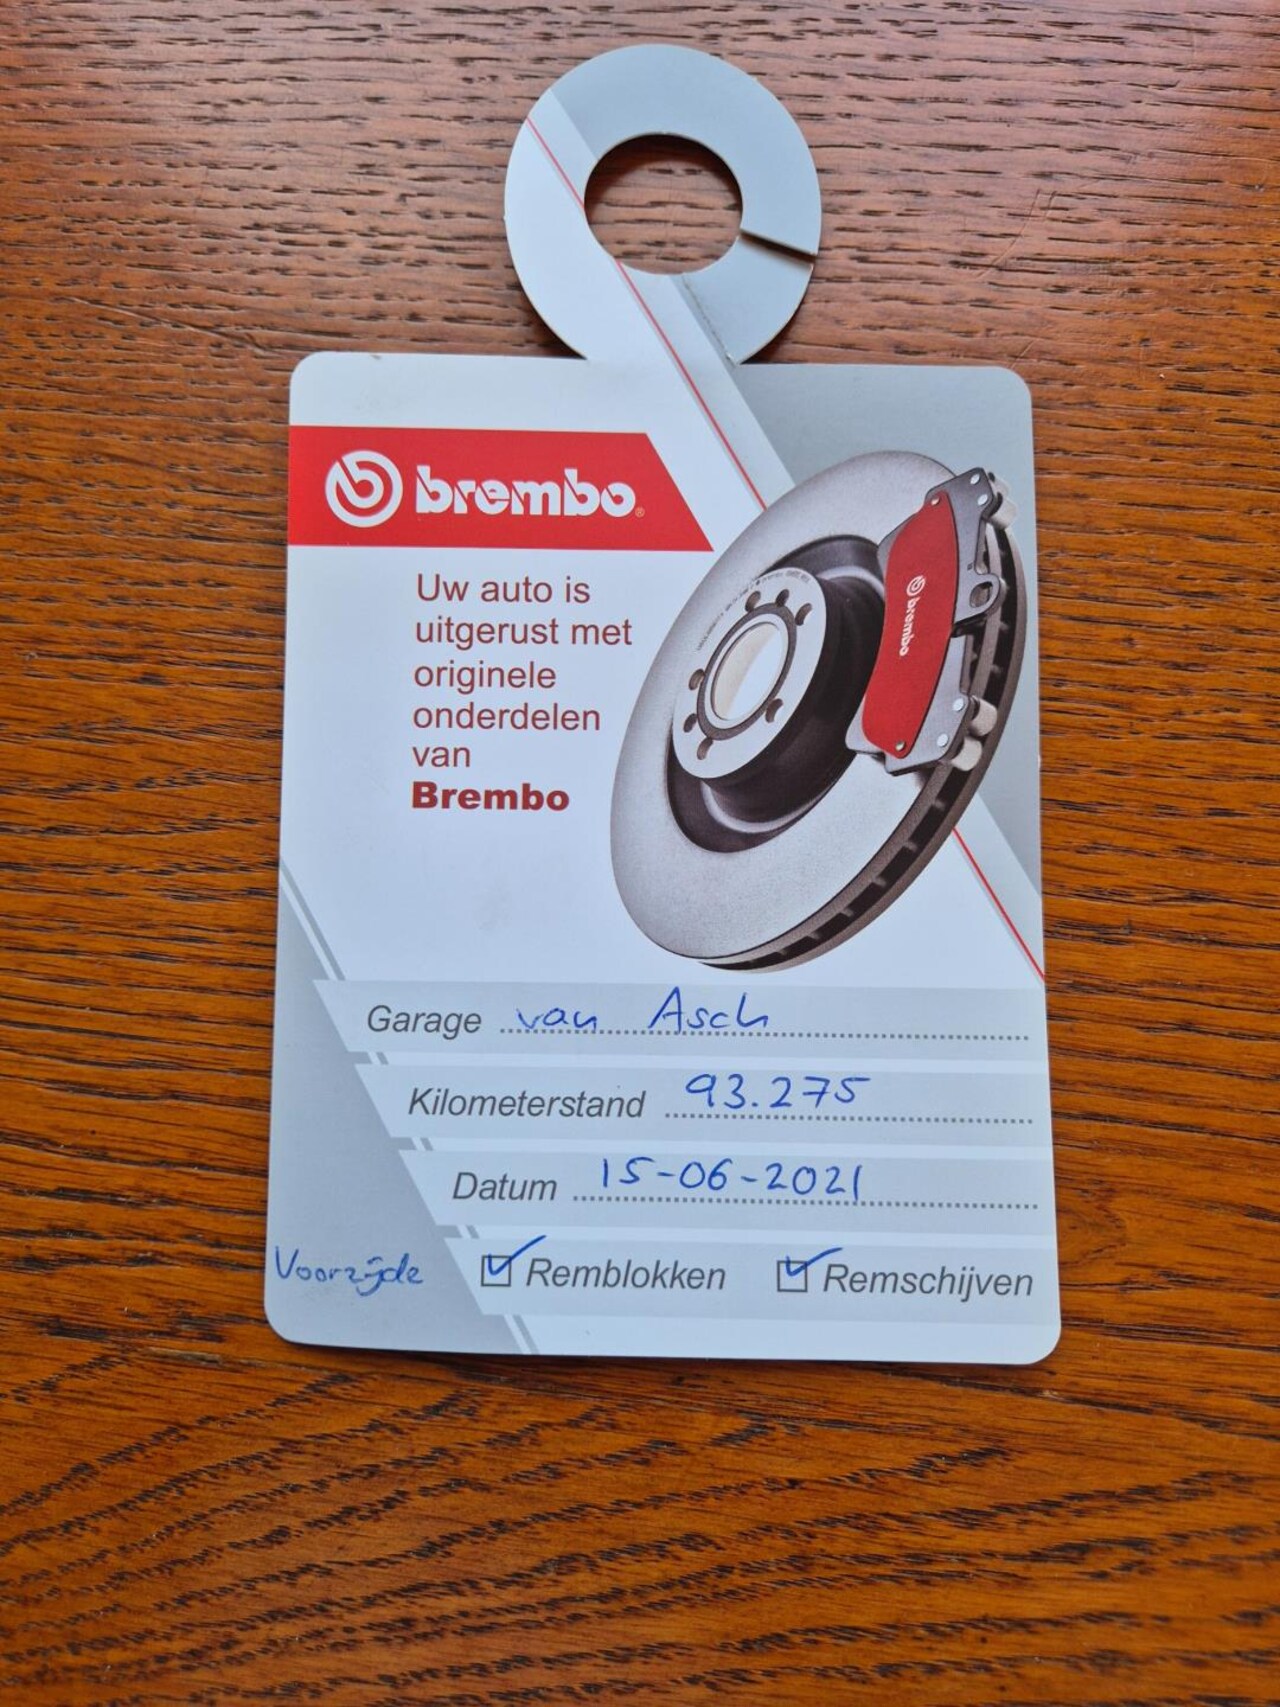 brembo
Uw auto is
uitgerust met
originele
onderdelen
van
Brembo
brembo
Garage van Asch
Kilometerstand 93.275
Datum 15-06-2021
Voorzijde Remblokken Remschijven